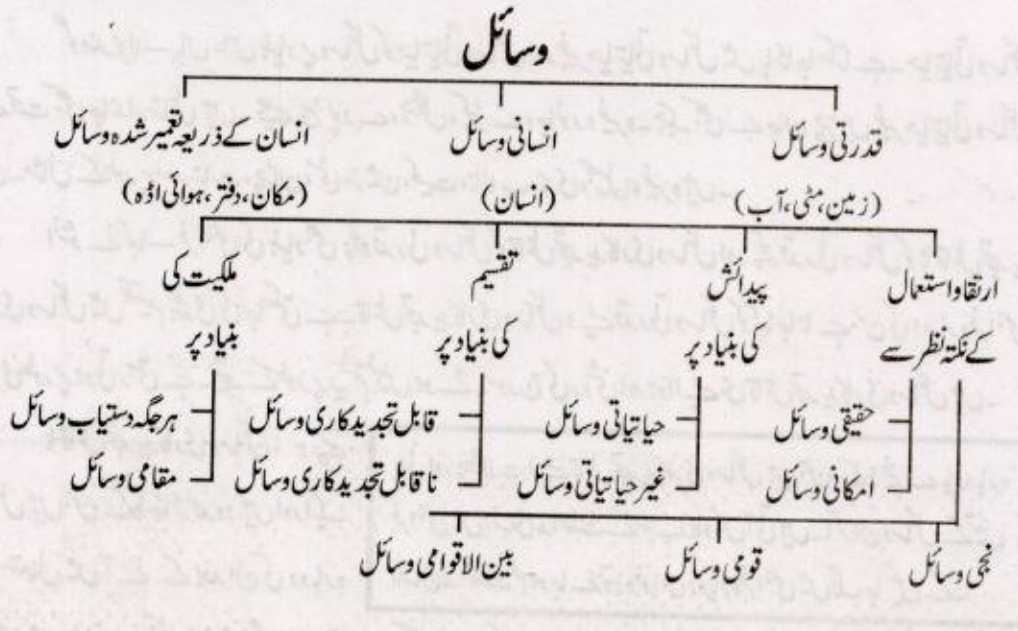 وسائل
قدرتی وسائل انسانی وسائل انسان کے ذریعہ تعمیر شدہ وسائل
(زمین، مٹی، آب) (انسان) (مکان، دفتر، ہوائی اڈہ)
ارتقا و استعمال پیدائش تقسیم ملکیت کی
کے نکتہ نظر سے کی بنیاد پر کی بنیاد پر بنیاد پر
حقیقی وسائل حیاتیاتی وسائل قابل تجدید کاری وسائل ہر جگہ دستیاب وسائل
امکانی وسائل غیر حیاتیاتی وسائل نا قابل تجدید کاری وسائل مقامی وسائل
نجی وسائل قومی وسائل بین الاقوامی وسائل